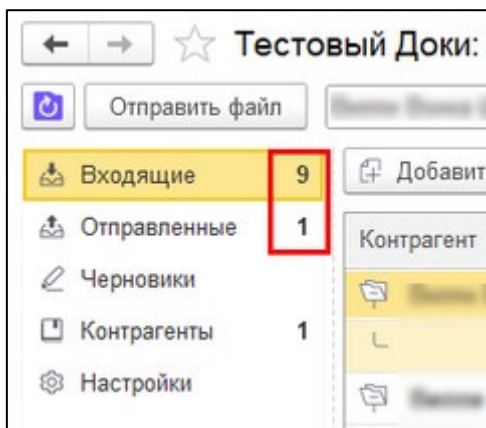 Тестовый Доки:
Отправить файл
Входящие 9
Добавит
Отправленные 1
Контрагент
Черновики
Контрагенты 1
Настройки